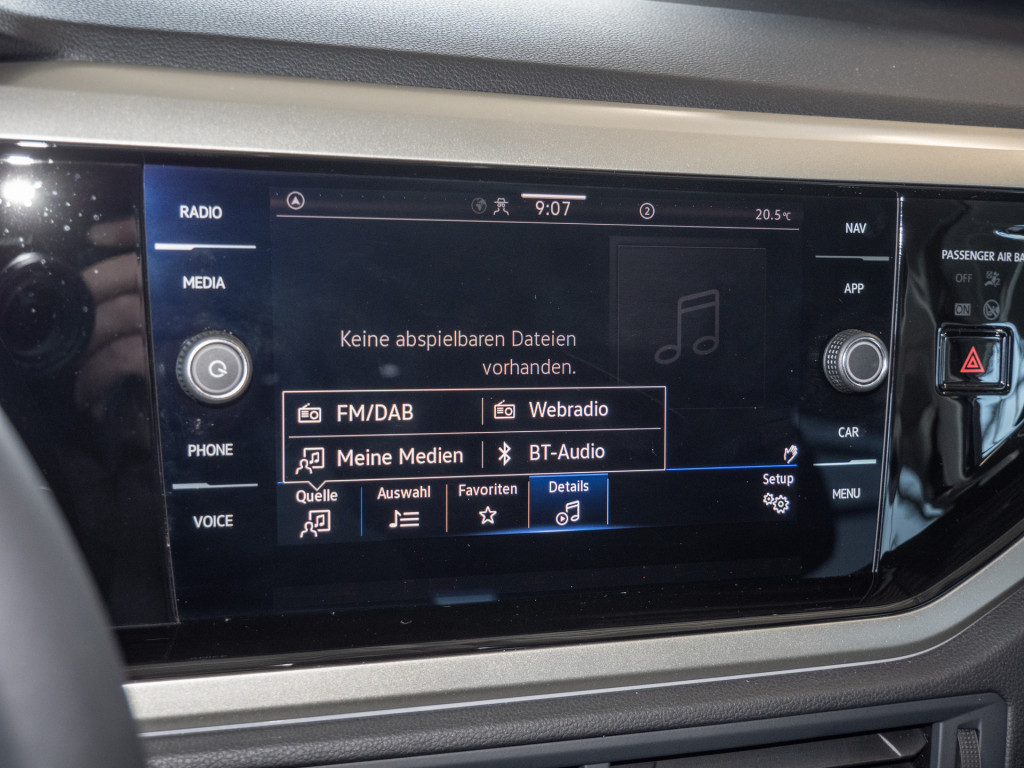 RADIO
MEDIA
PHONE
VOICE
9:07
2
20.5°C
Keine abspielbaren Dateien
vorhanden.
FM/DAB
Webradio
Meine Medien
BT-Audio
Quelle
Auswahl
Favoriten
Details
Setup
NAV
APP
CAR
MENU
PASSENGER AIR BA
OFF
ON